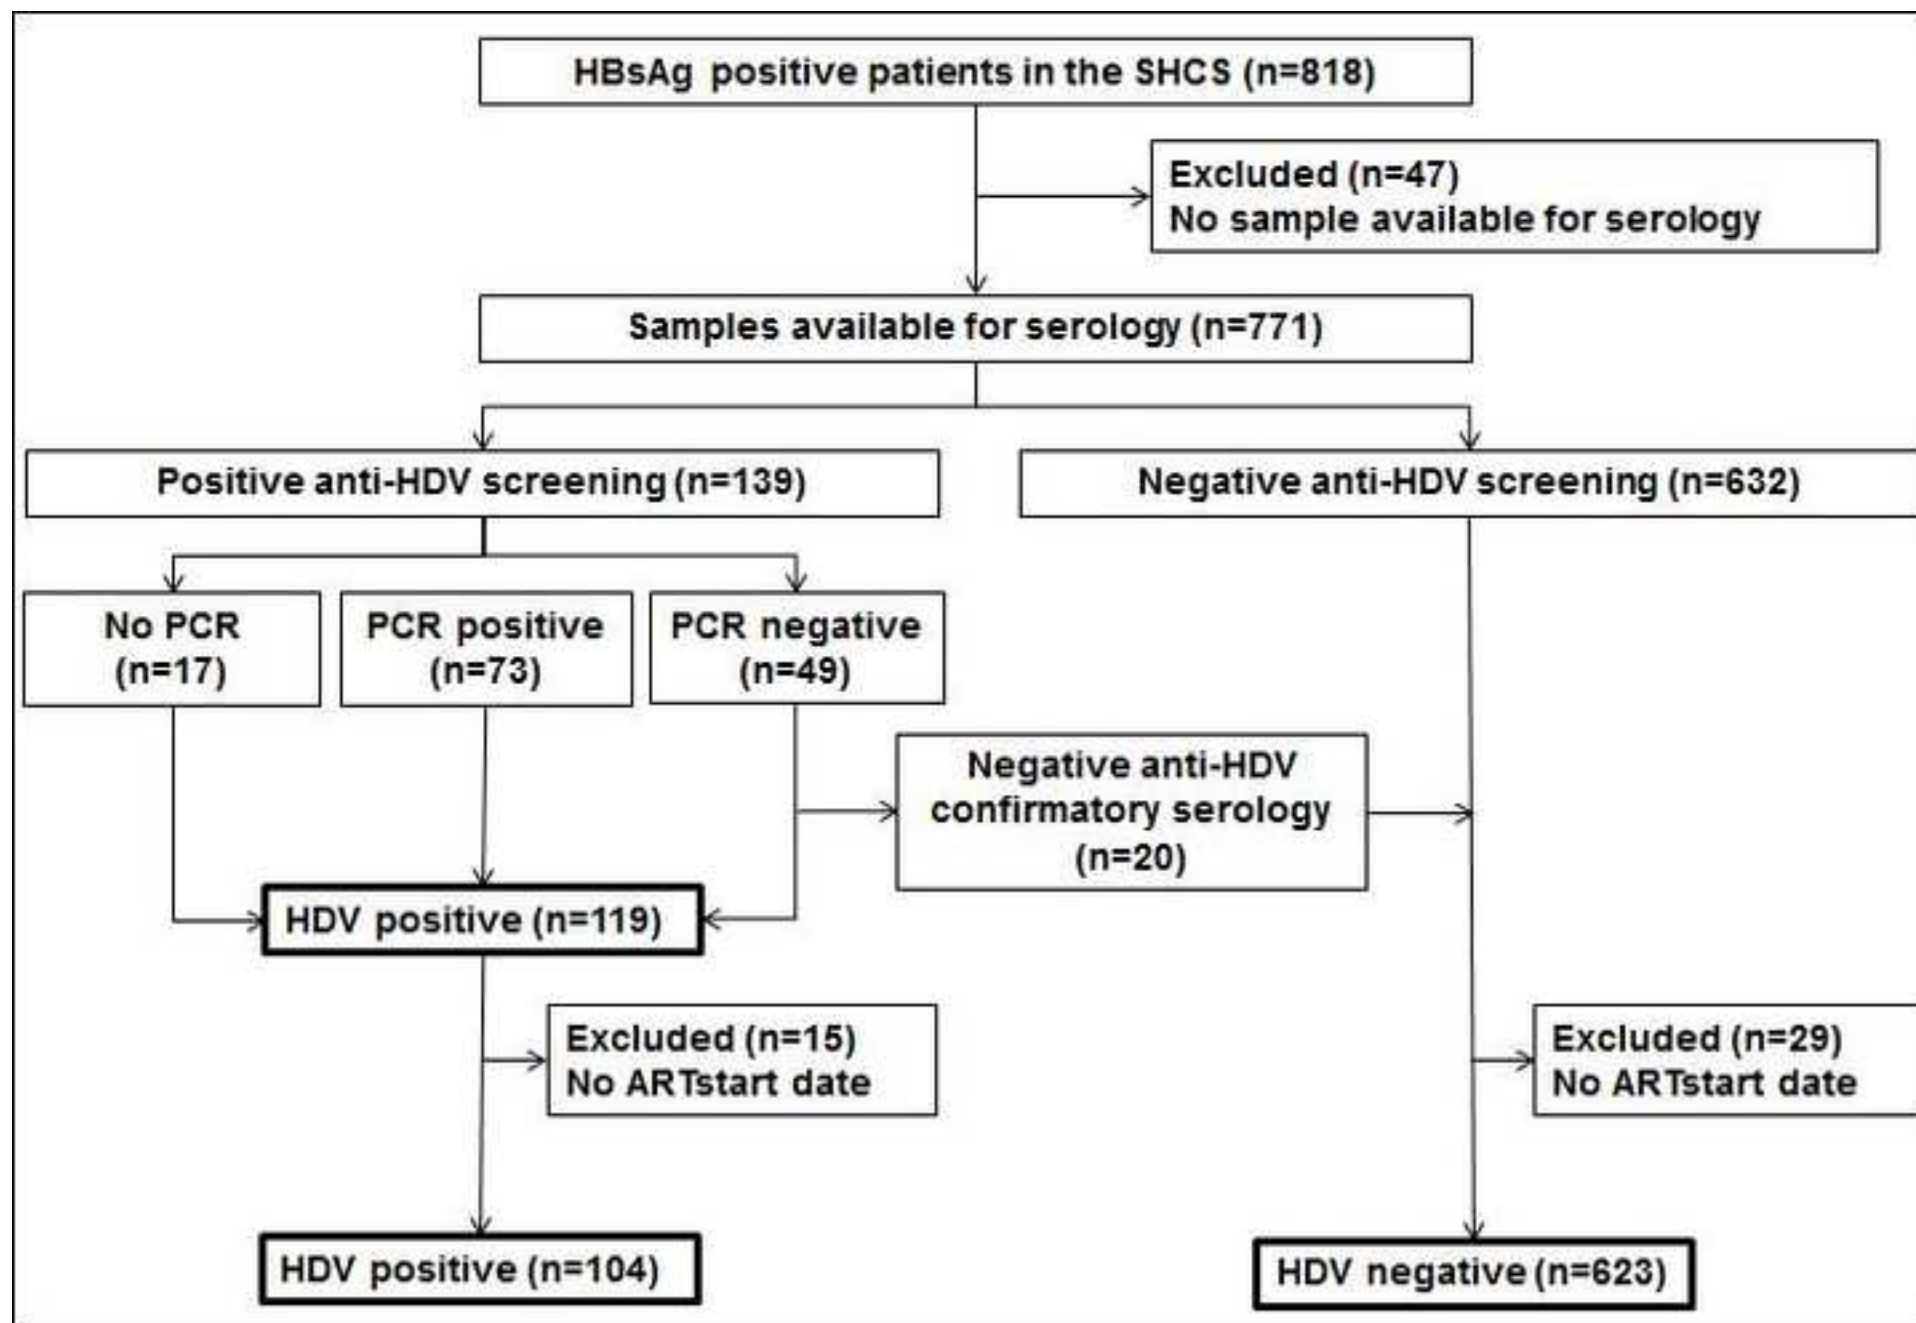 HBsAg positive patients in the SHCS (n=818)
Excluded (n=47)
No sample available for serology
Samples available for serology (n=771)
Positive anti-HDV screening (n=139)
Negative anti-HDV screening (n=632)
No PCR
(n=17)
PCR positive
(n=73)
PCR negative
(n=49)
Negative anti-HDV
confirmatory serology
(n=20)
HDV positive (n=119)
Excluded (n=15)
No ARTstart date
Excluded (n=29)
No ARTstart date
HDV positive (n=104)
HDV negative (n=623)